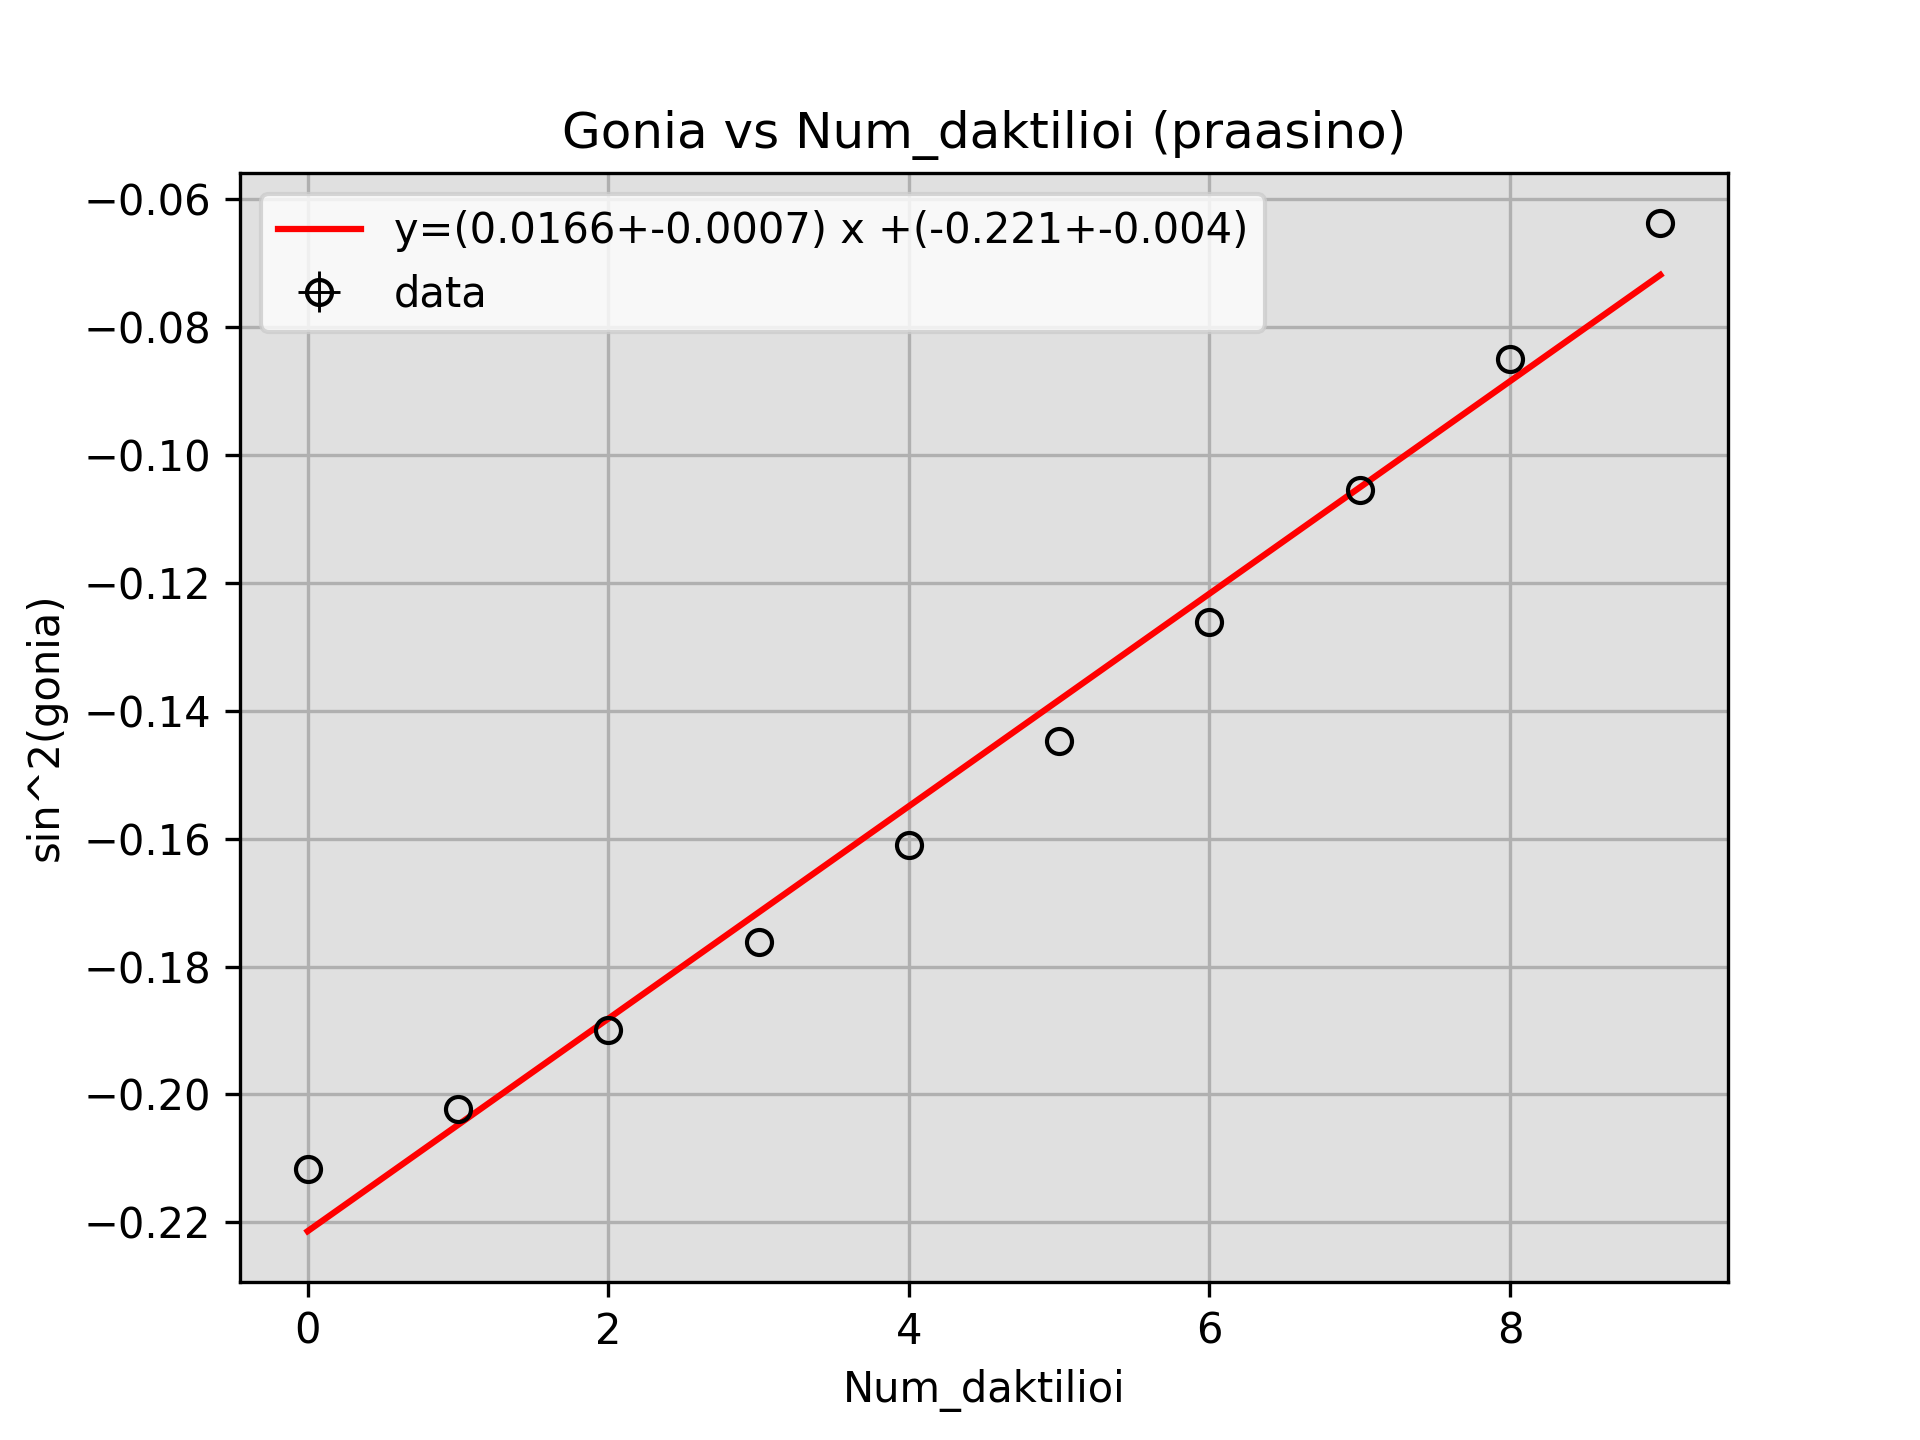 Gonia vs Num_daktilioi (praasino)
y=(0.0166+-0.0007) x +(-0.221+-0.004)
data
−0.06
−0.08
−0.10
−0.12
−0.14
−0.16
−0.18
−0.20
−0.22
sin^2(gonia)
0 2 4 6 8
Num_daktilioi